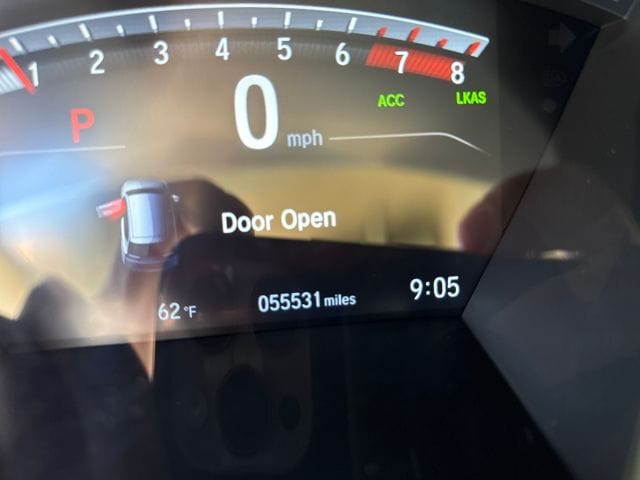 1 2 3 4 5 6 7 8
ACC LKAS
P 0 mph
Door Open
62 °F 055531 miles 9:05